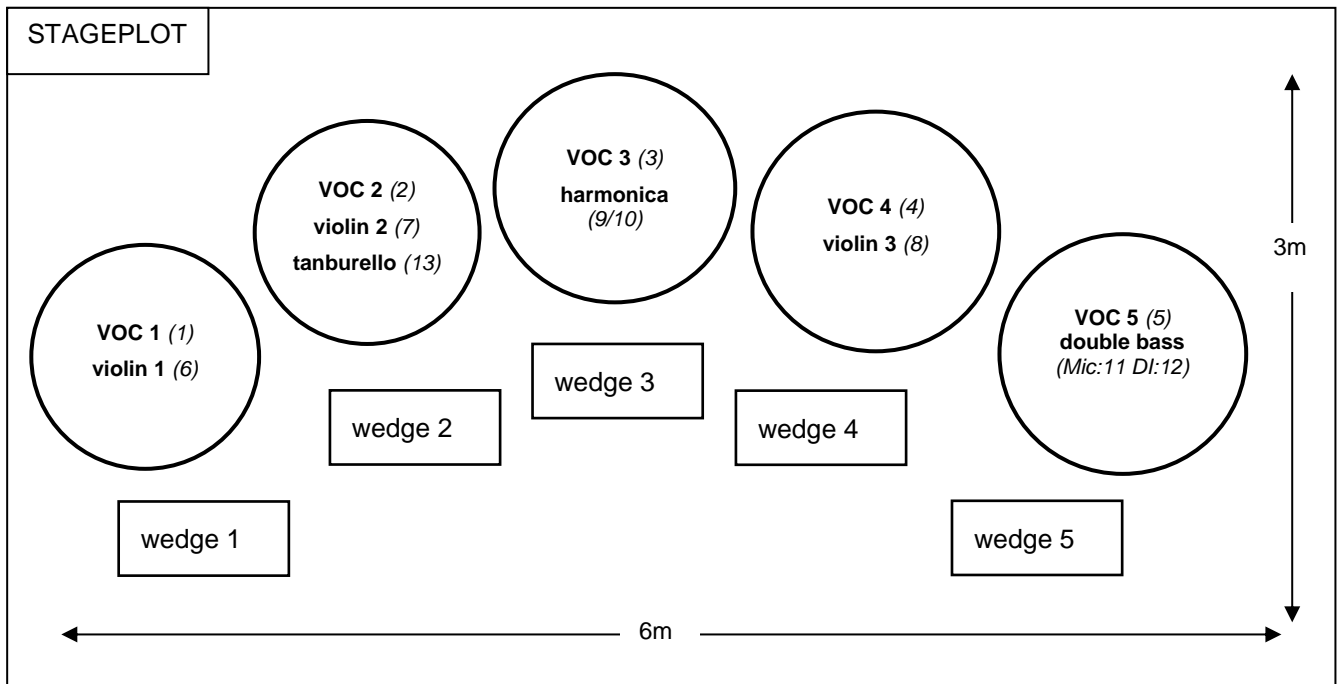 STAGEPLOT
VOC 1 (1)
violin 1 (6)
VOC 2 (2)
violin 2 (7)
tanburello (13)
VOC 3 (3)
harmonica
(9/10)
VOC 4 (4)
violin 3 (8)
VOC 5 (5)
double bass
(Mic:11 DI:12)
3m
wedge 1
wedge 2
wedge 3
wedge 4
wedge 5
6m